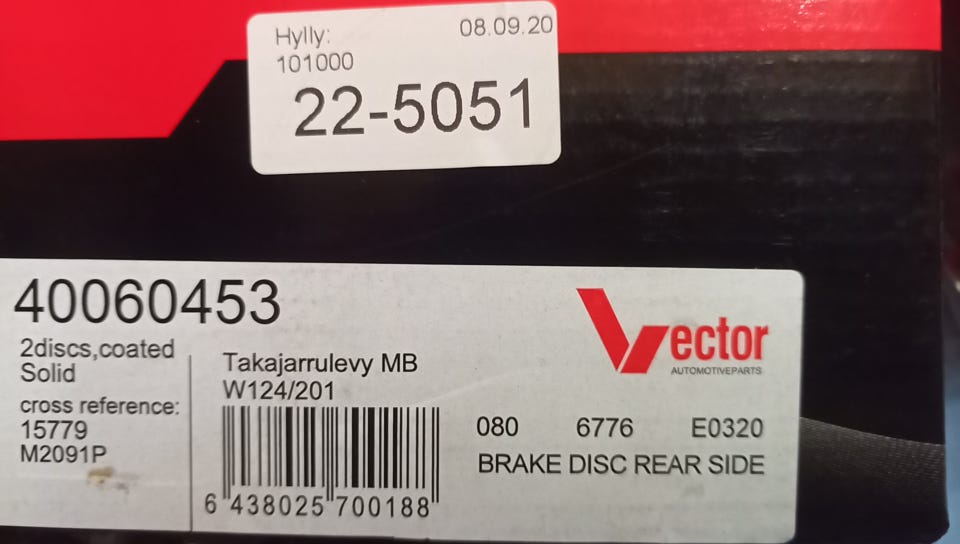 Hylly: 08.09.20
101000
22-5051
40060453
2discs,coated
Solid
cross reference:
15779
M2091P
Takajarrulevy MB
W124/201
6 438025 700188
Vector
AUTOMOTIVEPARTS
080 6776 E0320
BRAKE DISC REAR SIDE